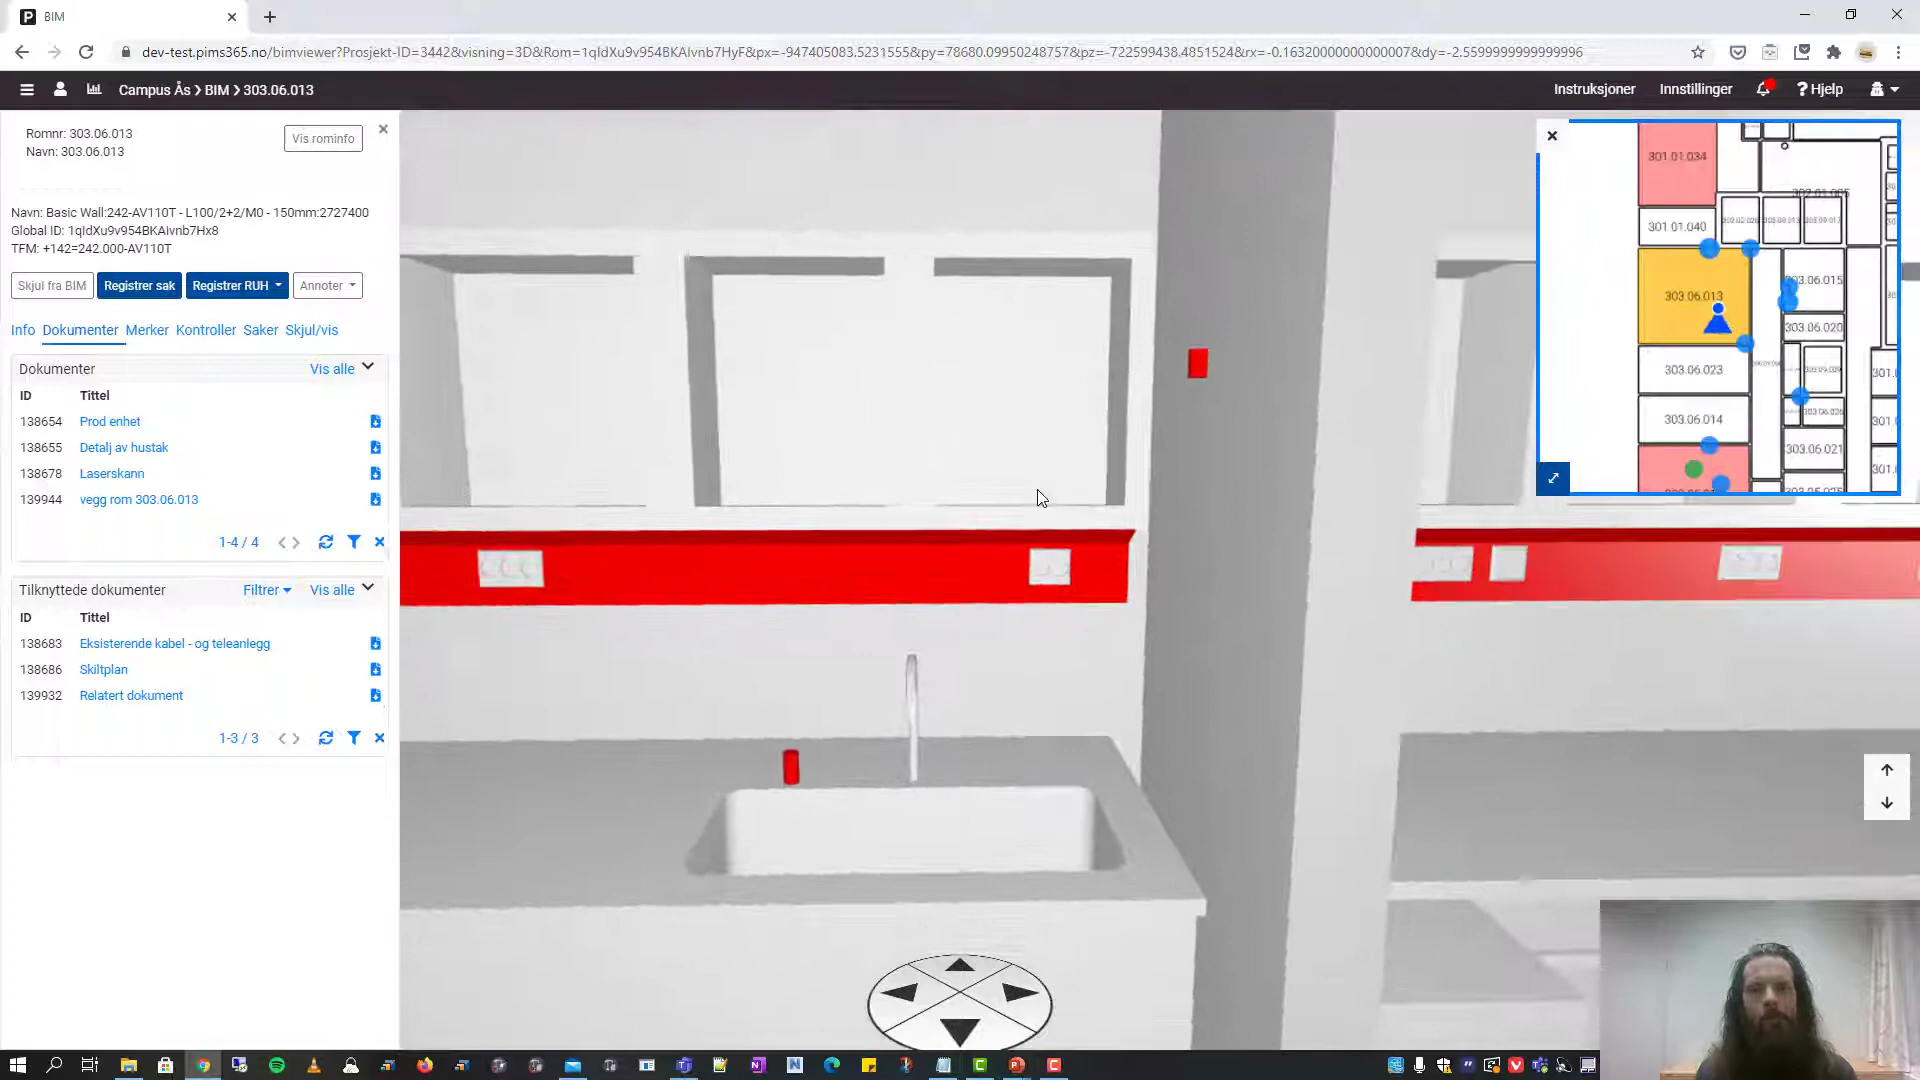 BIM
dev-test.pims365.no/bimviewer?Prosjekt-ID=3442&visning=3D&Rom=1qIdXu9v954BKAIvnb7HyF&px=-947405083.5231555&py=78680.09950248757&pz=-722599438.4851524&rx=-0.16320000000000007&dy=-2.5599999999999996
Campus Ås > BIM > 303.06.013
Instruksjoner
Innstillinger
? Hjelp
Romnr: 303.06.013
Navn: 303.06.013
Vis rominfo
Navn: Basic Wall:242-AV110T - L100/2+2/M0 - 150mm:2727400
Global ID: 1qIdXu9v954BKAIvnb7Hx8
TFM: +142=242.000-AV110T
Skjul fra BIM
Registrer sak
Registrer RUH
Annoter
Info Dokumenter Merker Kontroller Saker Skjul/vis
Dokumenter Vis alle
ID Tittel
138654 Prod enhet
138655 Detalj av hustak
138678 Laserskann
139944 vegg rom 303.06.013
1-4 / 4
Tilknyttede dokumenter Filtrer Vis alle
ID Tittel
138683 Eksisterende kabel - og teleanlegg
138686 Skiltplan
139932 Relatert dokument
1-3 / 3
301.01.034
301.01.040
303.06.013
303.06.015
303.06.020
303.06.023
303.06.014
303.06.021